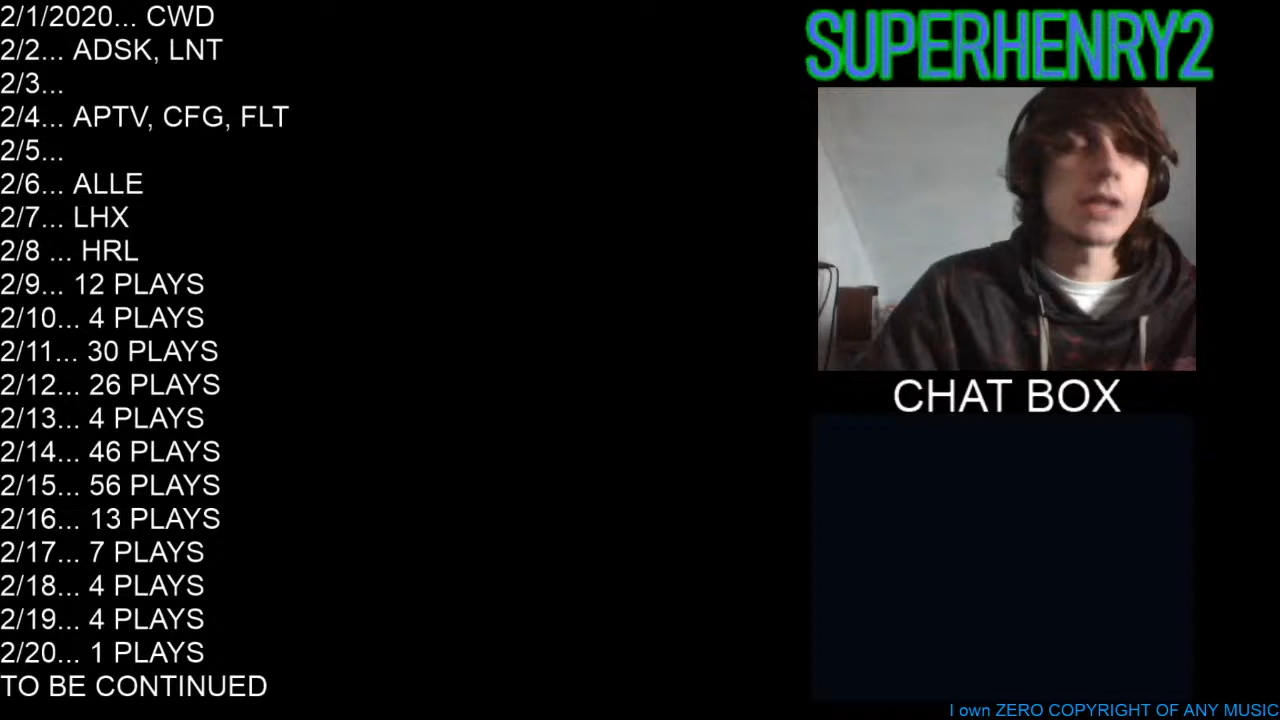 2/1/2020... CWD
2/2... ADSK, LNT
2/3...
2/4... APTV, CFG, FLT
2/5...
2/6... ALLE
2/7... LHX
2/8 ... HRL
2/9... 12 PLAYS
2/10... 4 PLAYS
2/11... 30 PLAYS
2/12... 26 PLAYS
2/13... 4 PLAYS
2/14... 46 PLAYS
2/15... 56 PLAYS
2/16... 13 PLAYS
2/17... 7 PLAYS
2/18... 4 PLAYS
2/19... 4 PLAYS
2/20... 1 PLAYS
TO BE CONTINUED
SUPERHENRY2
CHAT BOX
I own ZERO COPYRIGHT OF ANY MUSIC